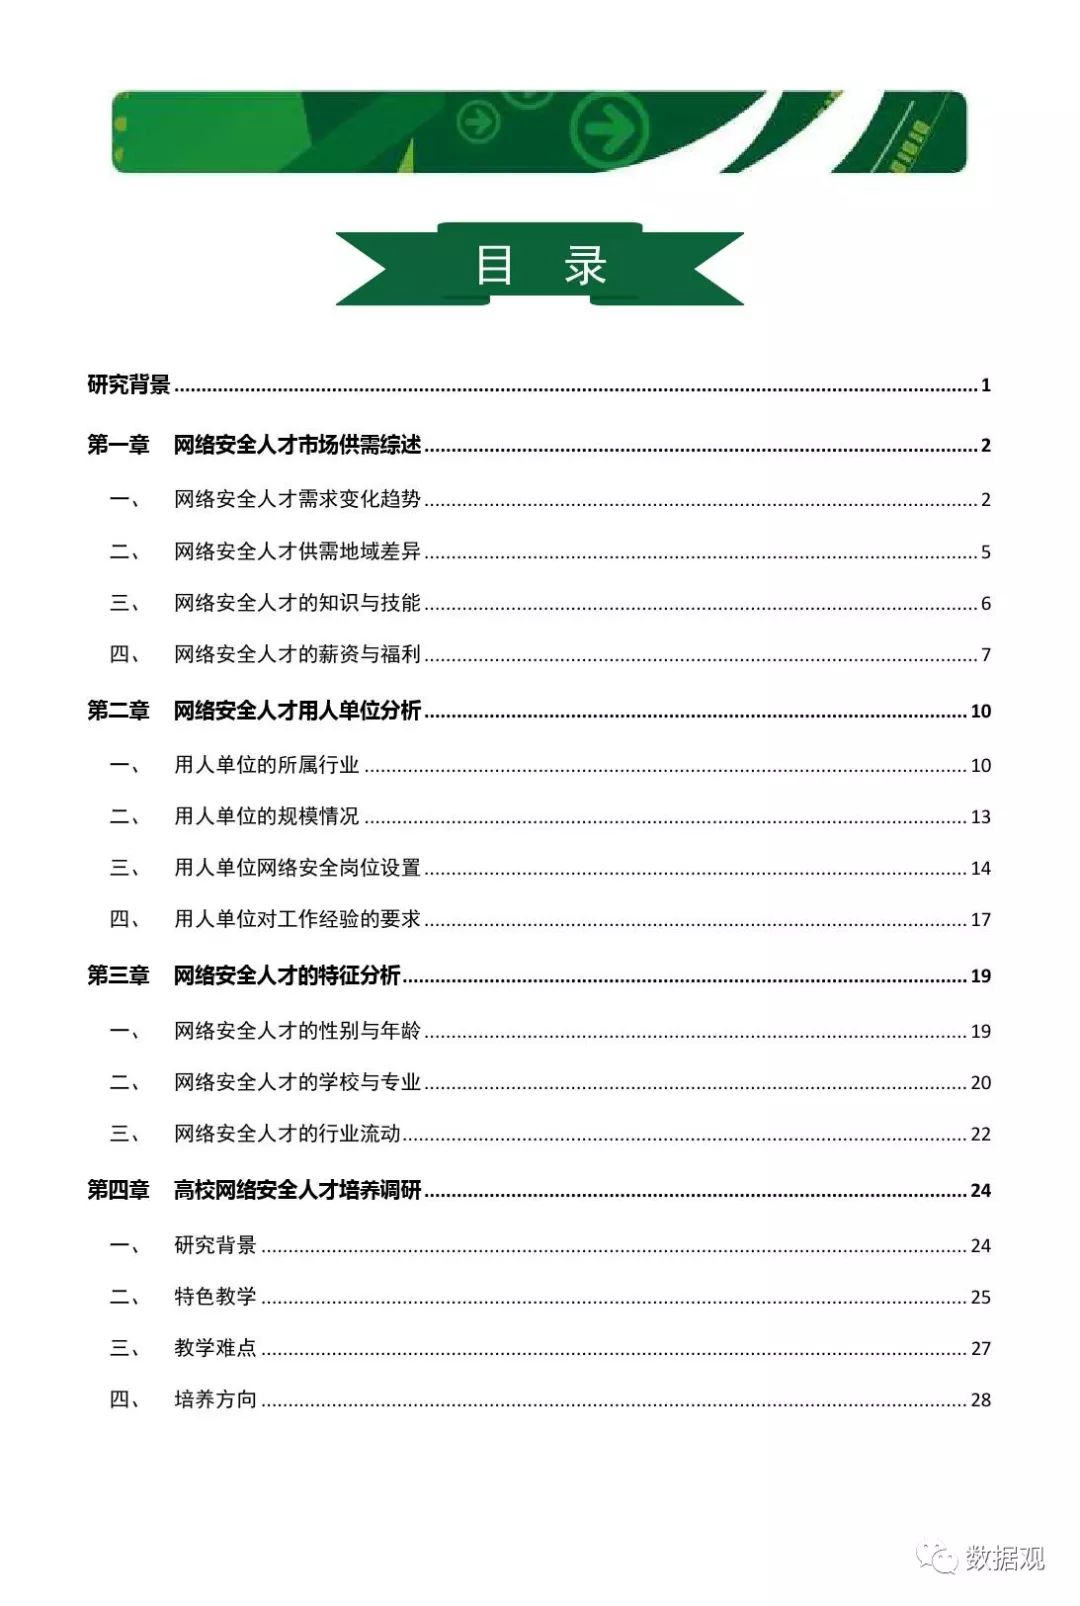 目 录
研究背景 1
第一章 网络安全人才市场供需综述 2
一、 网络安全人才需求变化趋势 2
二、 网络安全人才供需地域差异 5
三、 网络安全人才的知识与技能 6
四、 网络安全人才的薪资与福利 7
第二章 网络安全人才用人单位分析 10
一、 用人单位的所属行业 10
二、 用人单位的规模情况 13
三、 用人单位网络安全岗位设置 14
四、 用人单位对工作经验的要求 17
第三章 网络安全人才的特征分析 19
一、 网络安全人才的性别与年龄 19
二、 网络安全人才的学校与专业 20
三、 网络安全人才的行业流动 22
第四章 高校网络安全人才培养调研 24
一、 研究背景 24
二、 特色教学 25
三、 教学难点 27
四、 培养方向 28
数据观